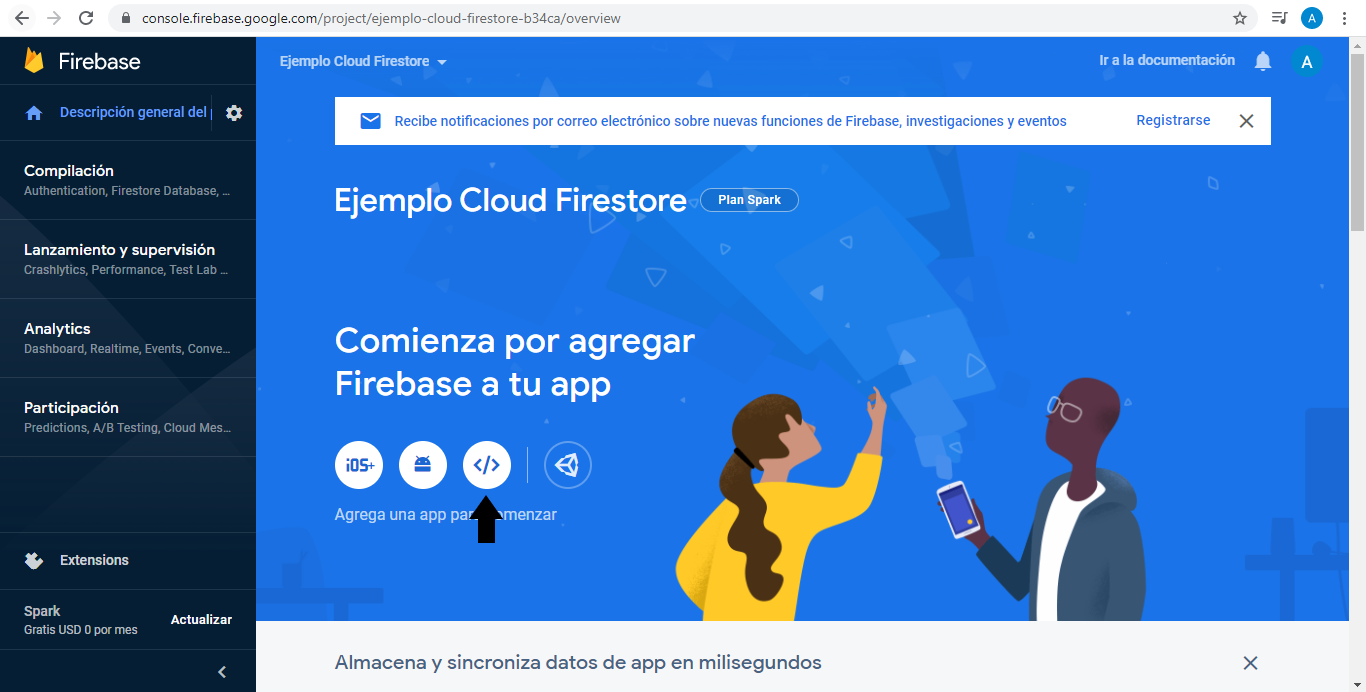 console.firebase.google.com/project/ejemplo-cloud-firestore-b34ca/overview
A
Firebase
Descripción general del
Compilación
Authentication, Firestore Database, ...
Lanzamiento y supervisión
Crashlytics, Performance, Test Lab ...
Analytics
Dashboard, Realtime, Events, Conve...
Participación
Predictions, A/B Testing, Cloud Mes...
Extensions
Spark
Gratis USD 0 por mes
Actualizar
Ejemplo Cloud Firestore
Ir a la documentación
A
Recibe notificaciones por correo electrónico sobre nuevas funciones de Firebase, investigaciones y eventos
Registrarse
Ejemplo Cloud Firestore
Plan Spark
Comienza por agregar
Firebase a tu app
iOS+
</>
Agrega una app pa omenzar
Almacena y sincroniza datos de app en milisegundos